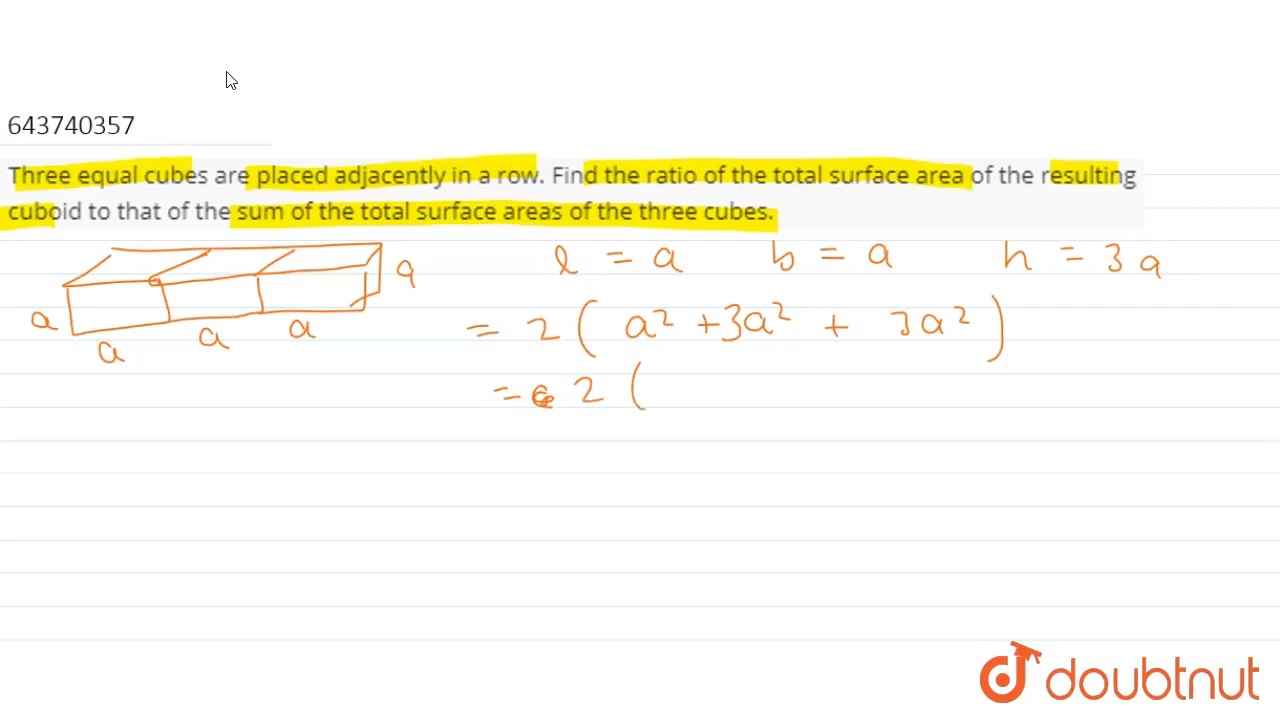 643740357
Three equal cubes are placed adjacently in a row. Find the ratio of the total surface area of the resulting
cuboid to that of the sum of the total surface areas of the three cubes.
l = a b = a h = 3a
a a a a a
= 2 ( a² + 3a² + 3a² )
= 2 (
doubtnut